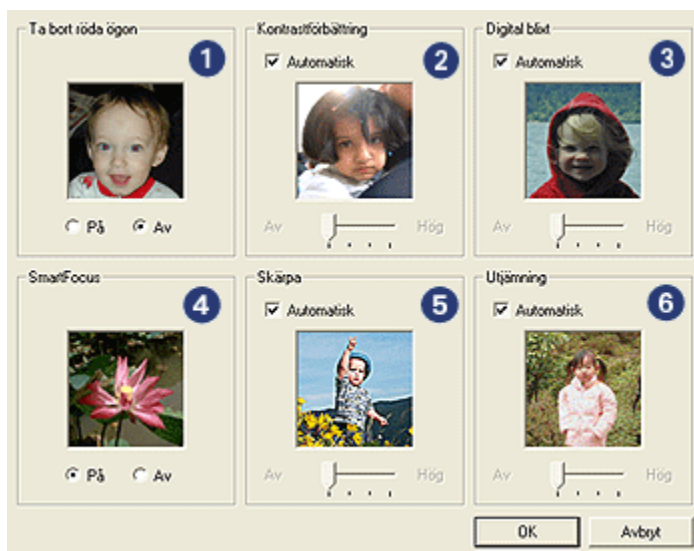 Ta bort röda ögon
1
På Av
Kontrastförbättring
Automatisk
2
Av Hög
Digital blixt
Automatisk
3
Av Hög
SmartFocus
4
På Av
Skärpa
Automatisk
5
Av Hög
Utjämning
Automatisk
6
Av Hög
OK Avbryt